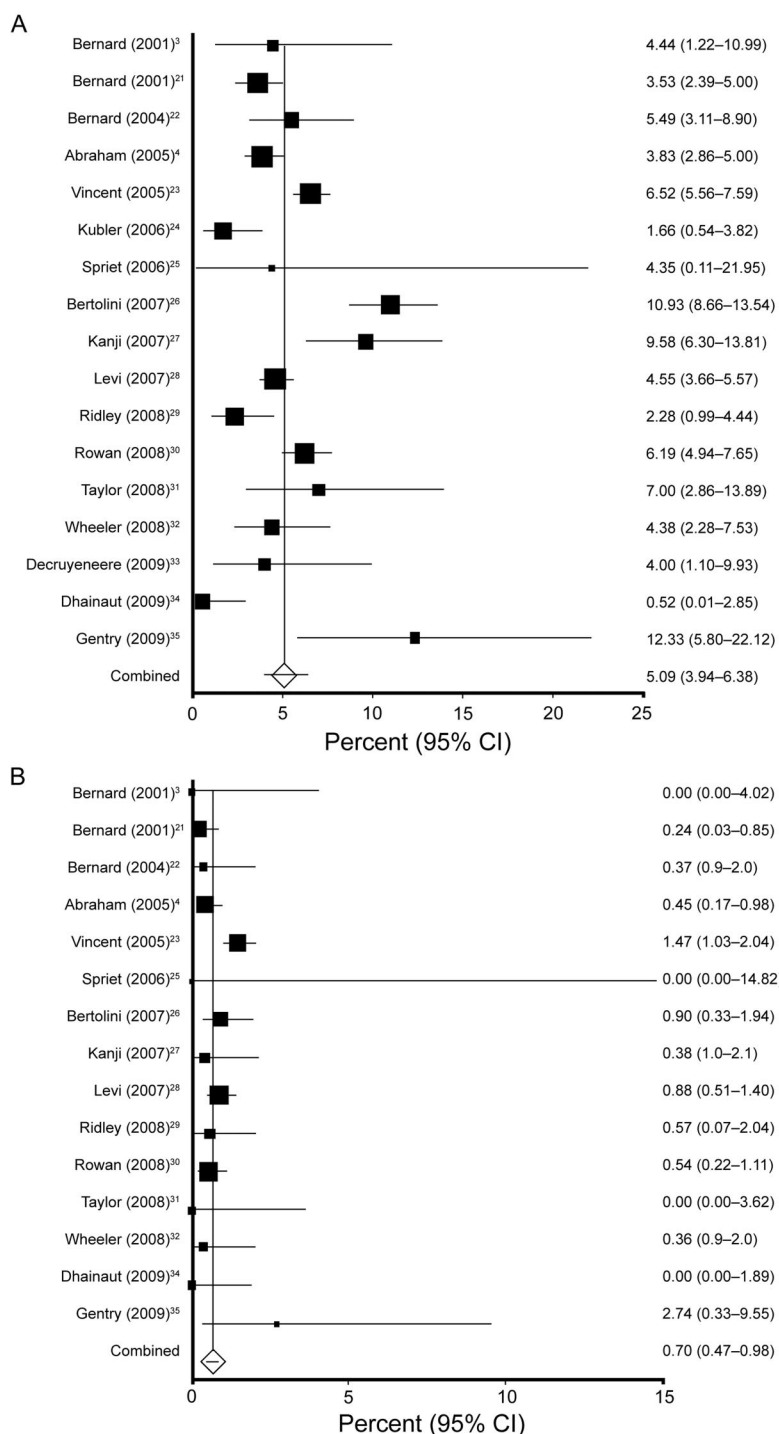 A
Bernard (2001)3 4.44 (1.22–10.99)
Bernard (2001)21 3.53 (2.39–5.00)
Bernard (2004)22 5.49 (3.11–8.90)
Abraham (2005)4 3.83 (2.86–5.00)
Vincent (2005)23 6.52 (5.56–7.59)
Kubler (2006)24 1.66 (0.54–3.82)
Spriet (2006)25 4.35 (0.11–21.95)
Bertolini (2007)26 10.93 (8.66–13.54)
Kanji (2007)27 9.58 (6.30–13.81)
Levi (2007)28 4.55 (3.66–5.57)
Ridley (2008)29 2.28 (0.99–4.44)
Rowan (2008)30 6.19 (4.94–7.65)
Taylor (2008)31 7.00 (2.86–13.89)
Wheeler (2008)32 4.38 (2.28–7.53)
Decruyeneere (2009)33 4.00 (1.10–9.93)
Dhainaut (2009)34 0.52 (0.01–2.85)
Gentry (2009)35 12.33 (5.80–22.12)
Combined 5.09 (3.94–6.38)
0 5 10 15 20 25
Percent (95% CI)
B
Bernard (2001)3 0.00 (0.00–4.02)
Bernard (2001)21 0.24 (0.03–0.85)
Bernard (2004)22 0.37 (0.9–2.0)
Abraham (2005)4 0.45 (0.17–0.98)
Vincent (2005)23 1.47 (1.03–2.04)
Spriet (2006)25 0.00 (0.00–14.82
Bertolini (2007)26 0.90 (0.33–1.94)
Kanji (2007)27 0.38 (1.0–2.1)
Levi (2007)28 0.88 (0.51–1.40)
Ridley (2008)29 0.57 (0.07–2.04)
Rowan (2008)30 0.54 (0.22–1.11)
Taylor (2008)31 0.00 (0.00–3.62)
Wheeler (2008)32 0.36 (0.9–2.0)
Dhainaut (2009)34 0.00 (0.00–1.89)
Gentry (2009)35 2.74 (0.33–9.55)
Combined 0.70 (0.47–0.98)
0 5 10 15
Percent (95% CI)